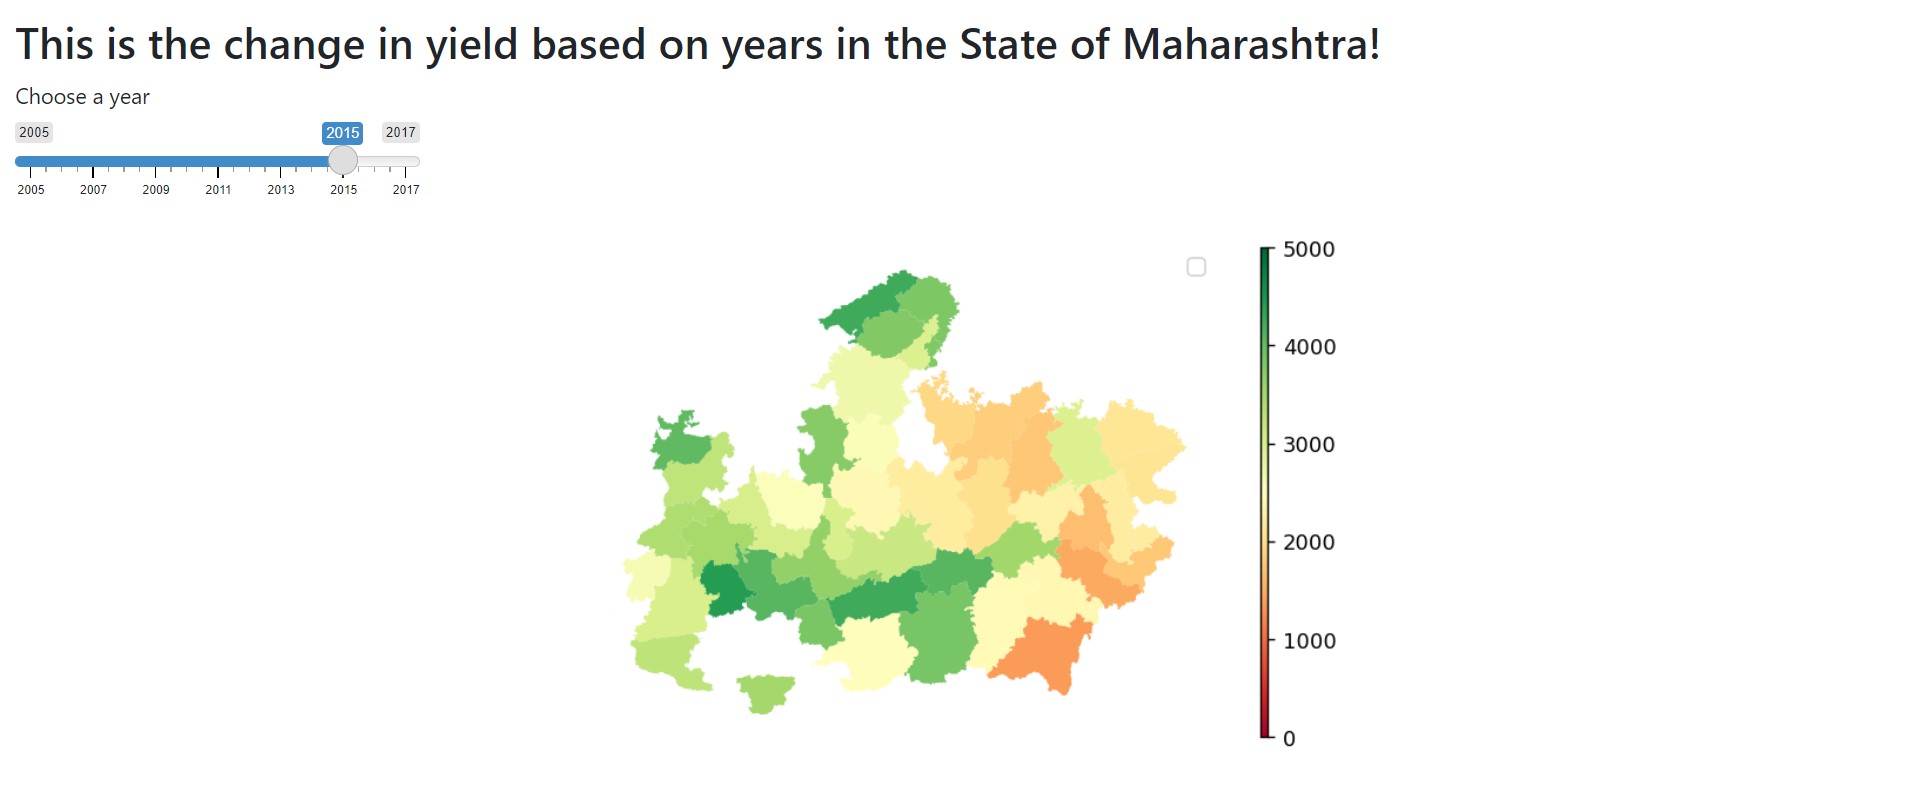 This is the change in yield based on years in the State of Maharashtra!
Choose a year
2005 2015 2017
2005 2007 2009 2011 2013 2015 2017
5000
4000
3000
2000
1000
0